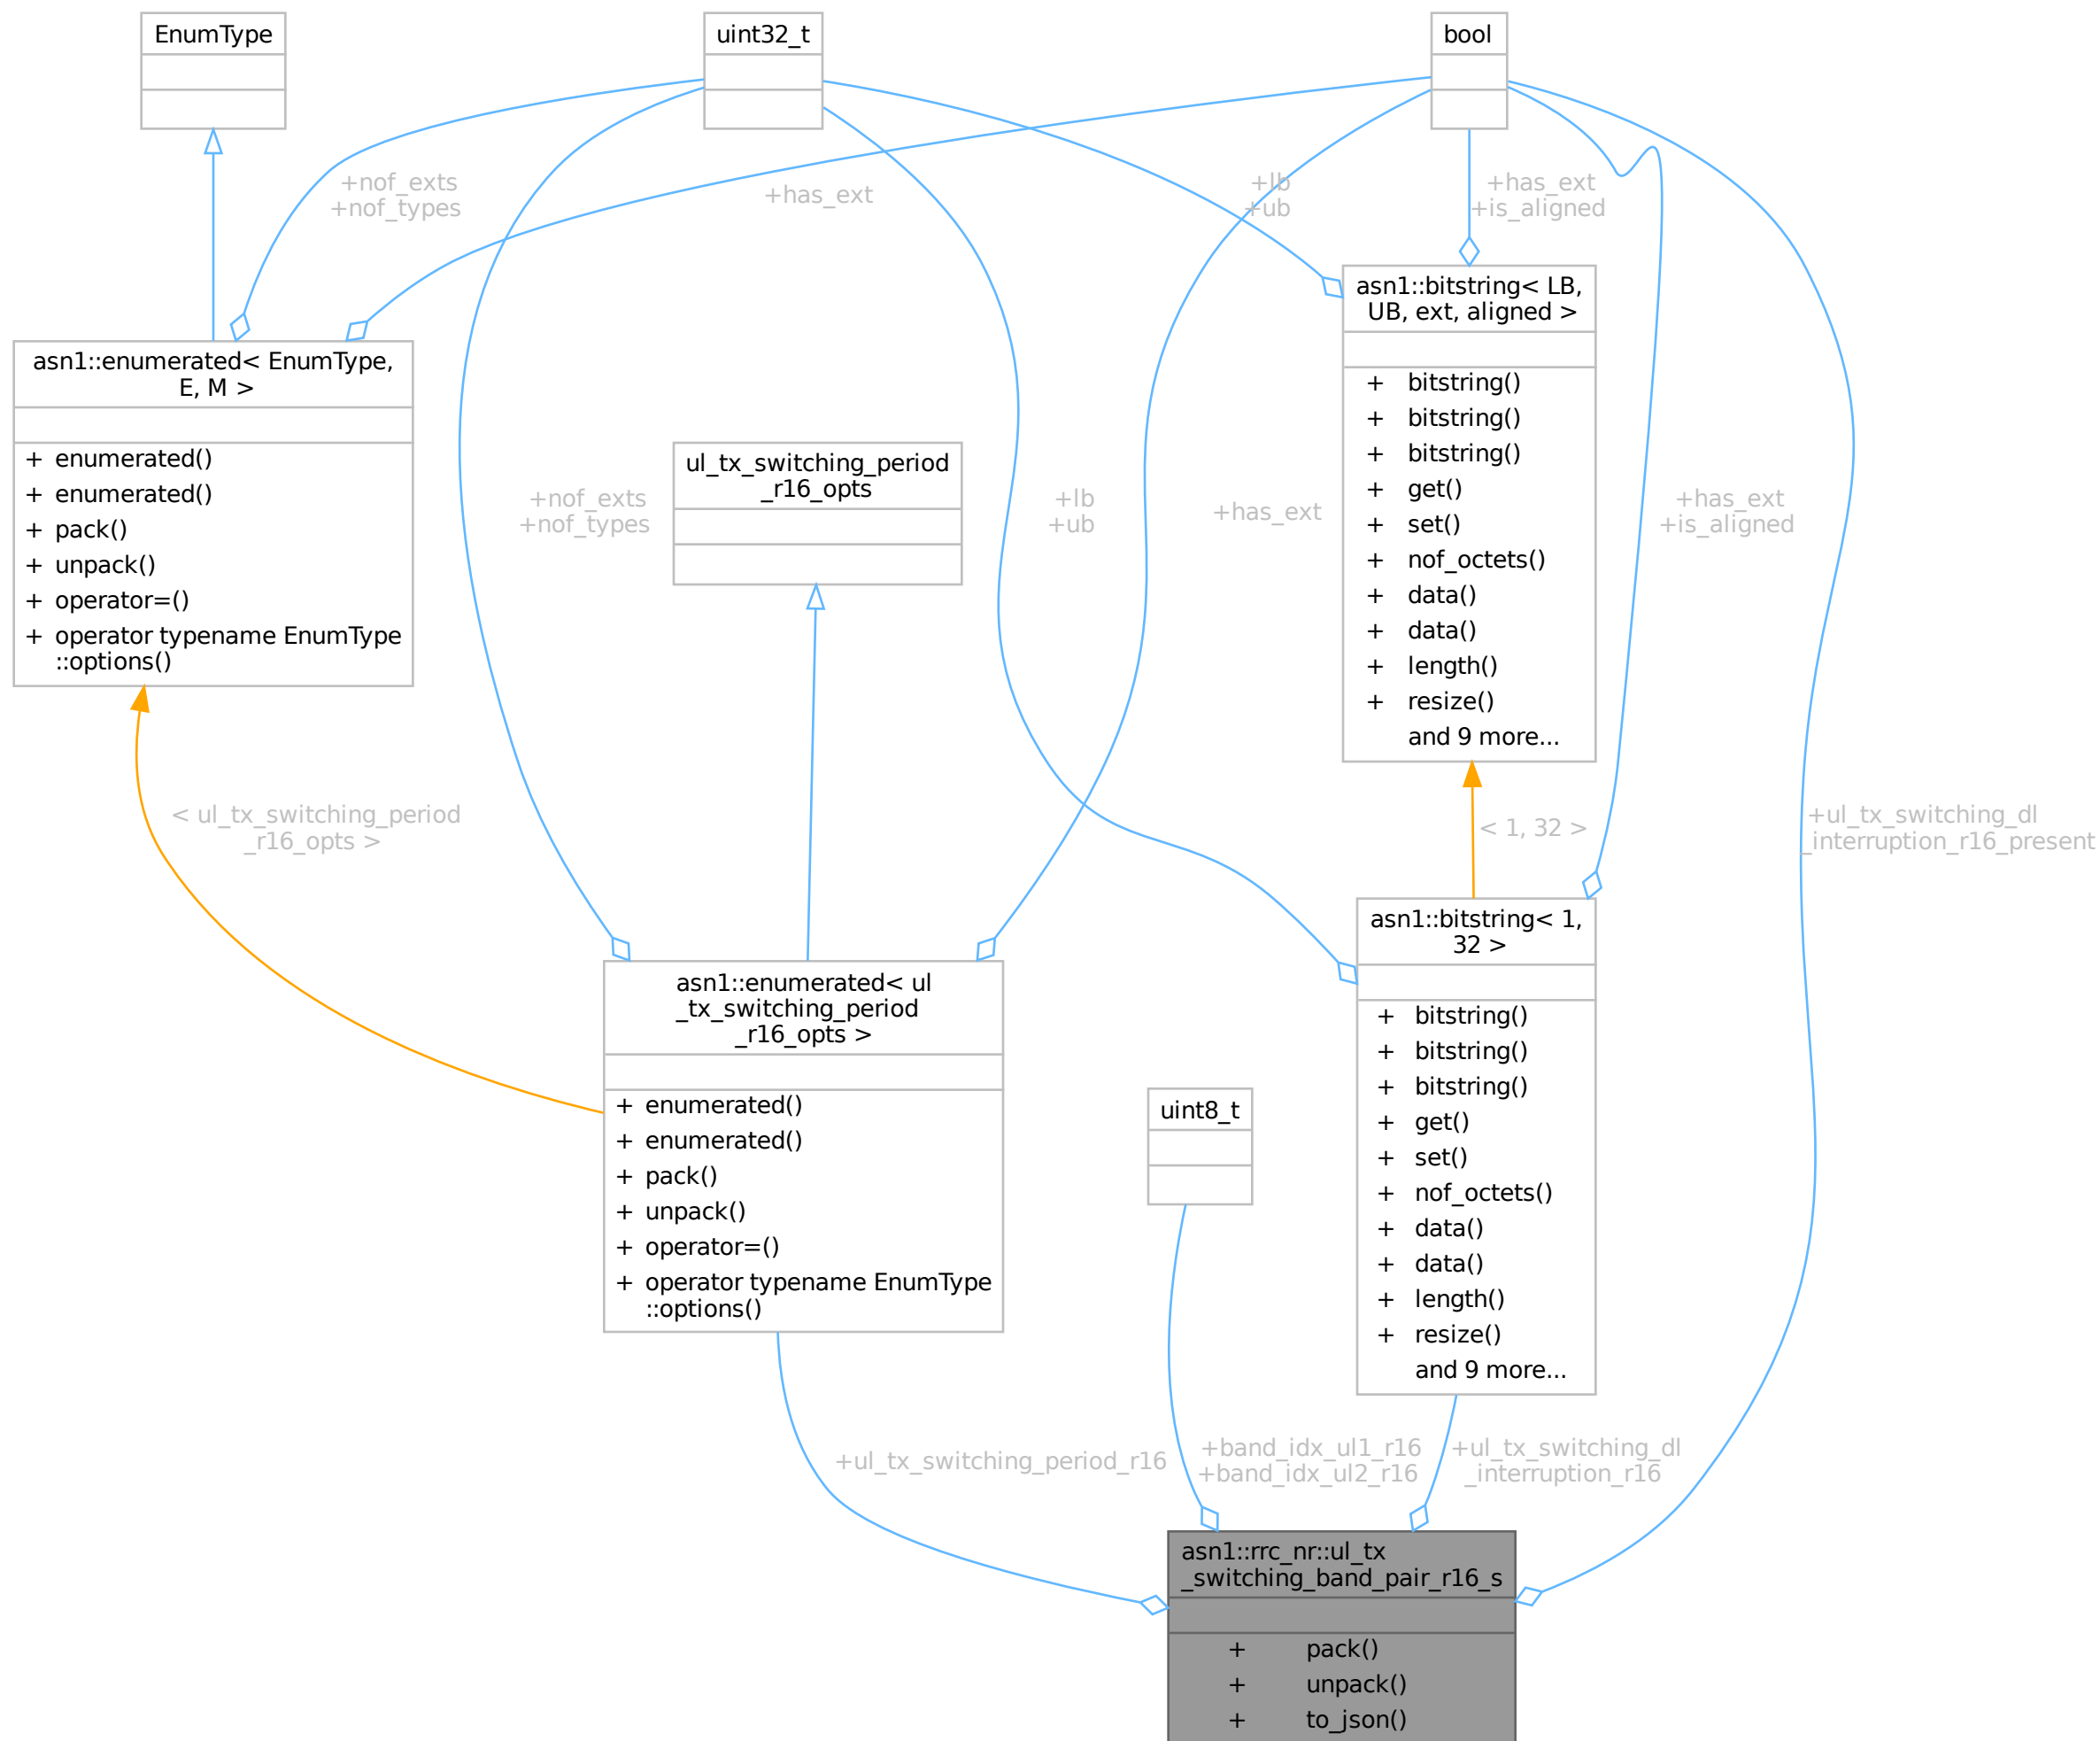 EnumType
uint32_t
bool
+nof_exts
+nof_types
+has_ext
+lb
+ub
+has_ext
+is_aligned
asn1::bitstring< LB,
UB, ext, aligned >
+ bitstring()
+ bitstring()
+ bitstring()
+ get()
+ set()
+ nof_octets()
+ data()
+ data()
+ length()
+ resize()
and 9 more...
asn1::enumerated< EnumType,
E, M >
+ enumerated()
+ enumerated()
+ pack()
+ unpack()
+ operator=()
+ operator typename EnumType
::options()
ul_tx_switching_period
_r16_opts
+nof_exts
+nof_types
+lb
+ub
+has_ext
+has_ext
+is_aligned
< ul_tx_switching_period
_r16_opts >
< 1, 32 >
+ul_tx_switching_dl
_interruption_r16_present
asn1::bitstring< 1,
32 >
+ bitstring()
+ bitstring()
+ bitstring()
+ get()
+ set()
+ nof_octets()
+ data()
+ data()
+ length()
+ resize()
and 9 more...
asn1::enumerated< ul
_tx_switching_period
_r16_opts >
+ enumerated()
+ enumerated()
+ pack()
+ unpack()
+ operator=()
+ operator typename EnumType
::options()
uint8_t
+ul_tx_switching_period_r16
+band_idx_ul1_r16
+band_idx_ul2_r16
+ul_tx_switching_dl
_interruption_r16
asn1::rrc_nr::ul_tx
_switching_band_pair_r16_s
+ pack()
+ unpack()
+ to_json()